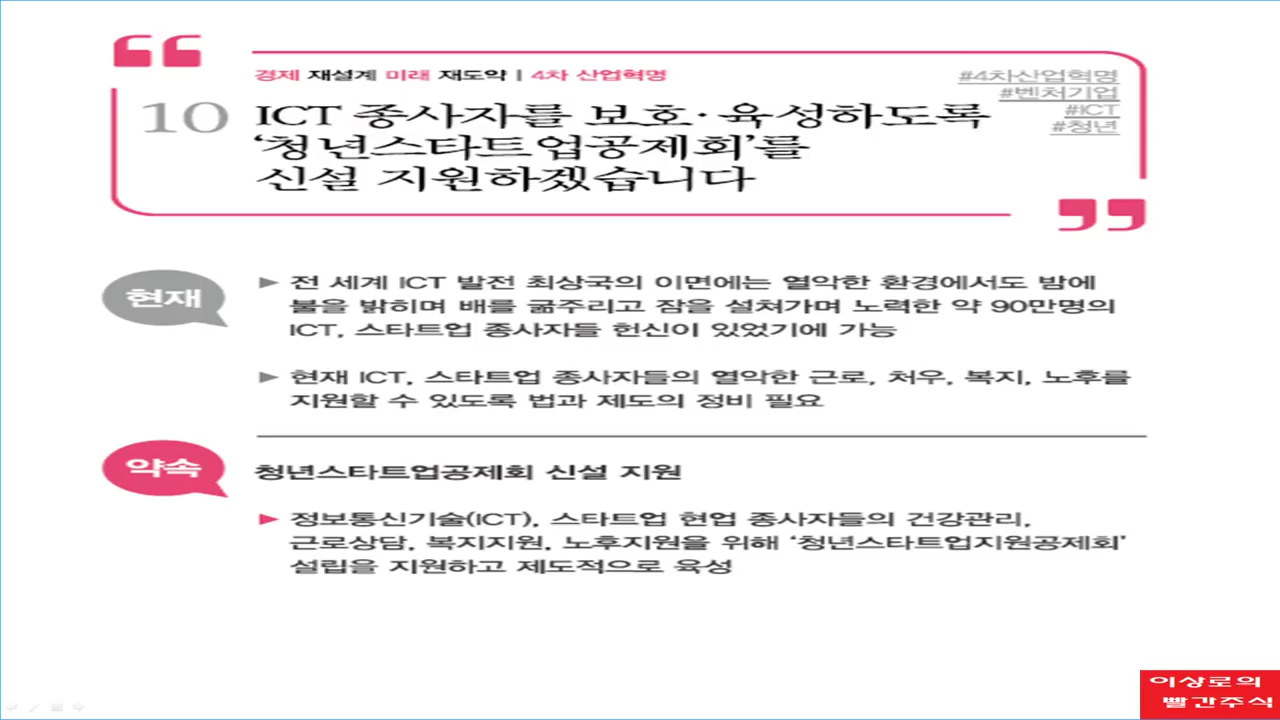 경제 재설계 미래 재도약 | 4차 산업혁명
#4차산업혁명
#벤처기업
#ICT
#청년
10 ICT 종사자를 보호·육성하도록
‘청년스타트업공제회’를
신설 지원하겠습니다
현재
▶ 전 세계 ICT 발전 최상국의 이면에는 열악한 환경에서도 밤에
불을 밝히며 배를 굶주리고 잠을 설쳐가며 노력한 약 90만명의
ICT, 스타트업 종사자들 헌신이 있었기에 가능
▶ 현재 ICT, 스타트업 종사자들의 열악한 근로, 처우, 복지, 노후를
지원할 수 있도록 법과 제도의 정비 필요
약속
청년스타트업공제회 신설 지원
▶ 정보통신기술(ICT), 스타트업 현업 종사자들의 건강관리,
근로상담, 복지지원, 노후지원을 위해 ‘청년스타트업지원공제회’
설립을 지원하고 제도적으로 육성
이상로의
빨간주식